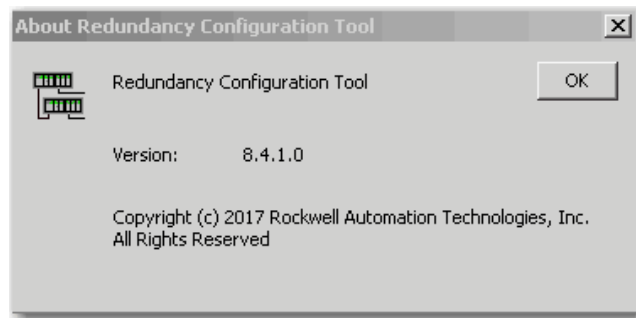 About Redundancy Configuration Tool
Redundancy Configuration Tool
OK
Version: 8.4.1.0
Copyright (c) 2017 Rockwell Automation Technologies, Inc.
All Rights Reserved